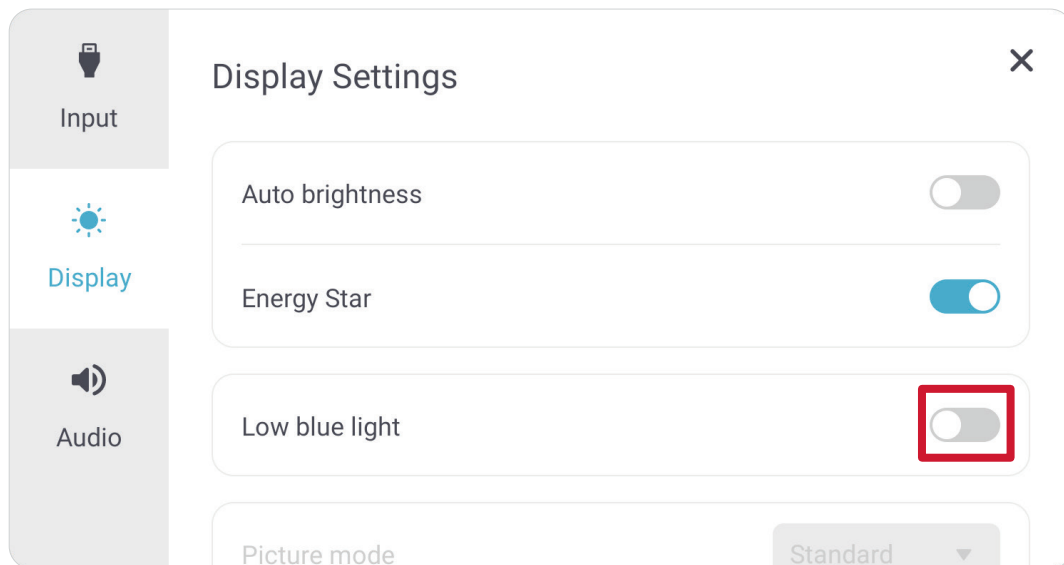 Input
Display
Audio
Display Settings
Auto brightness
Energy Star
Low blue light
Picture mode
Standard